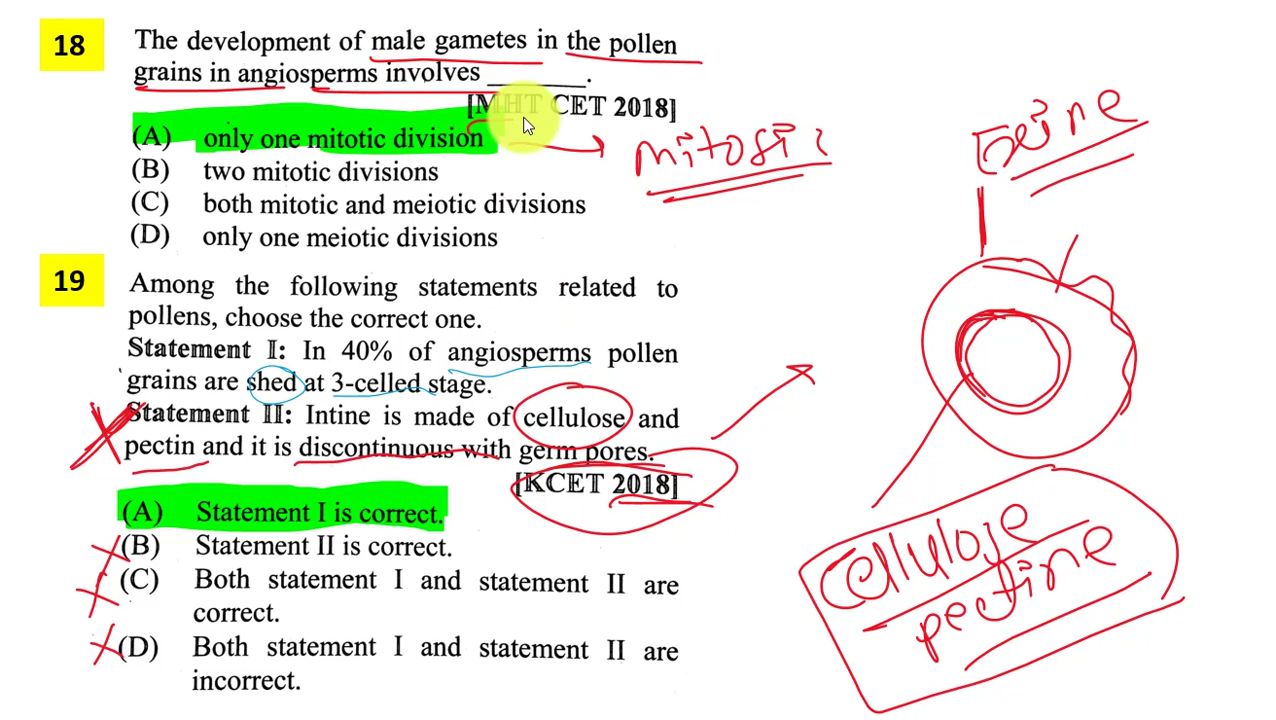 18
The development of male gametes in the pollen
grains in angiosperms involves _______.
[MHT CET 2018]
(A) only one mitotic division
(B) two mitotic divisions
(C) both mitotic and meiotic divisions
(D) only one meiotic divisions
mitosis
Exine
19
Among the following statements related to
pollens, choose the correct one.
Statement I: In 40% of angiosperms pollen
grains are shed at 3-celled stage.
Statement II: Intine is made of cellulose and
pectin and it is discontinuous with germ pores.
[KCET 2018]
(A) Statement I is correct.
(B) Statement II is correct.
(C) Both statement I and statement II are
correct.
(D) Both statement I and statement II are
incorrect.
Cellulose
pectine